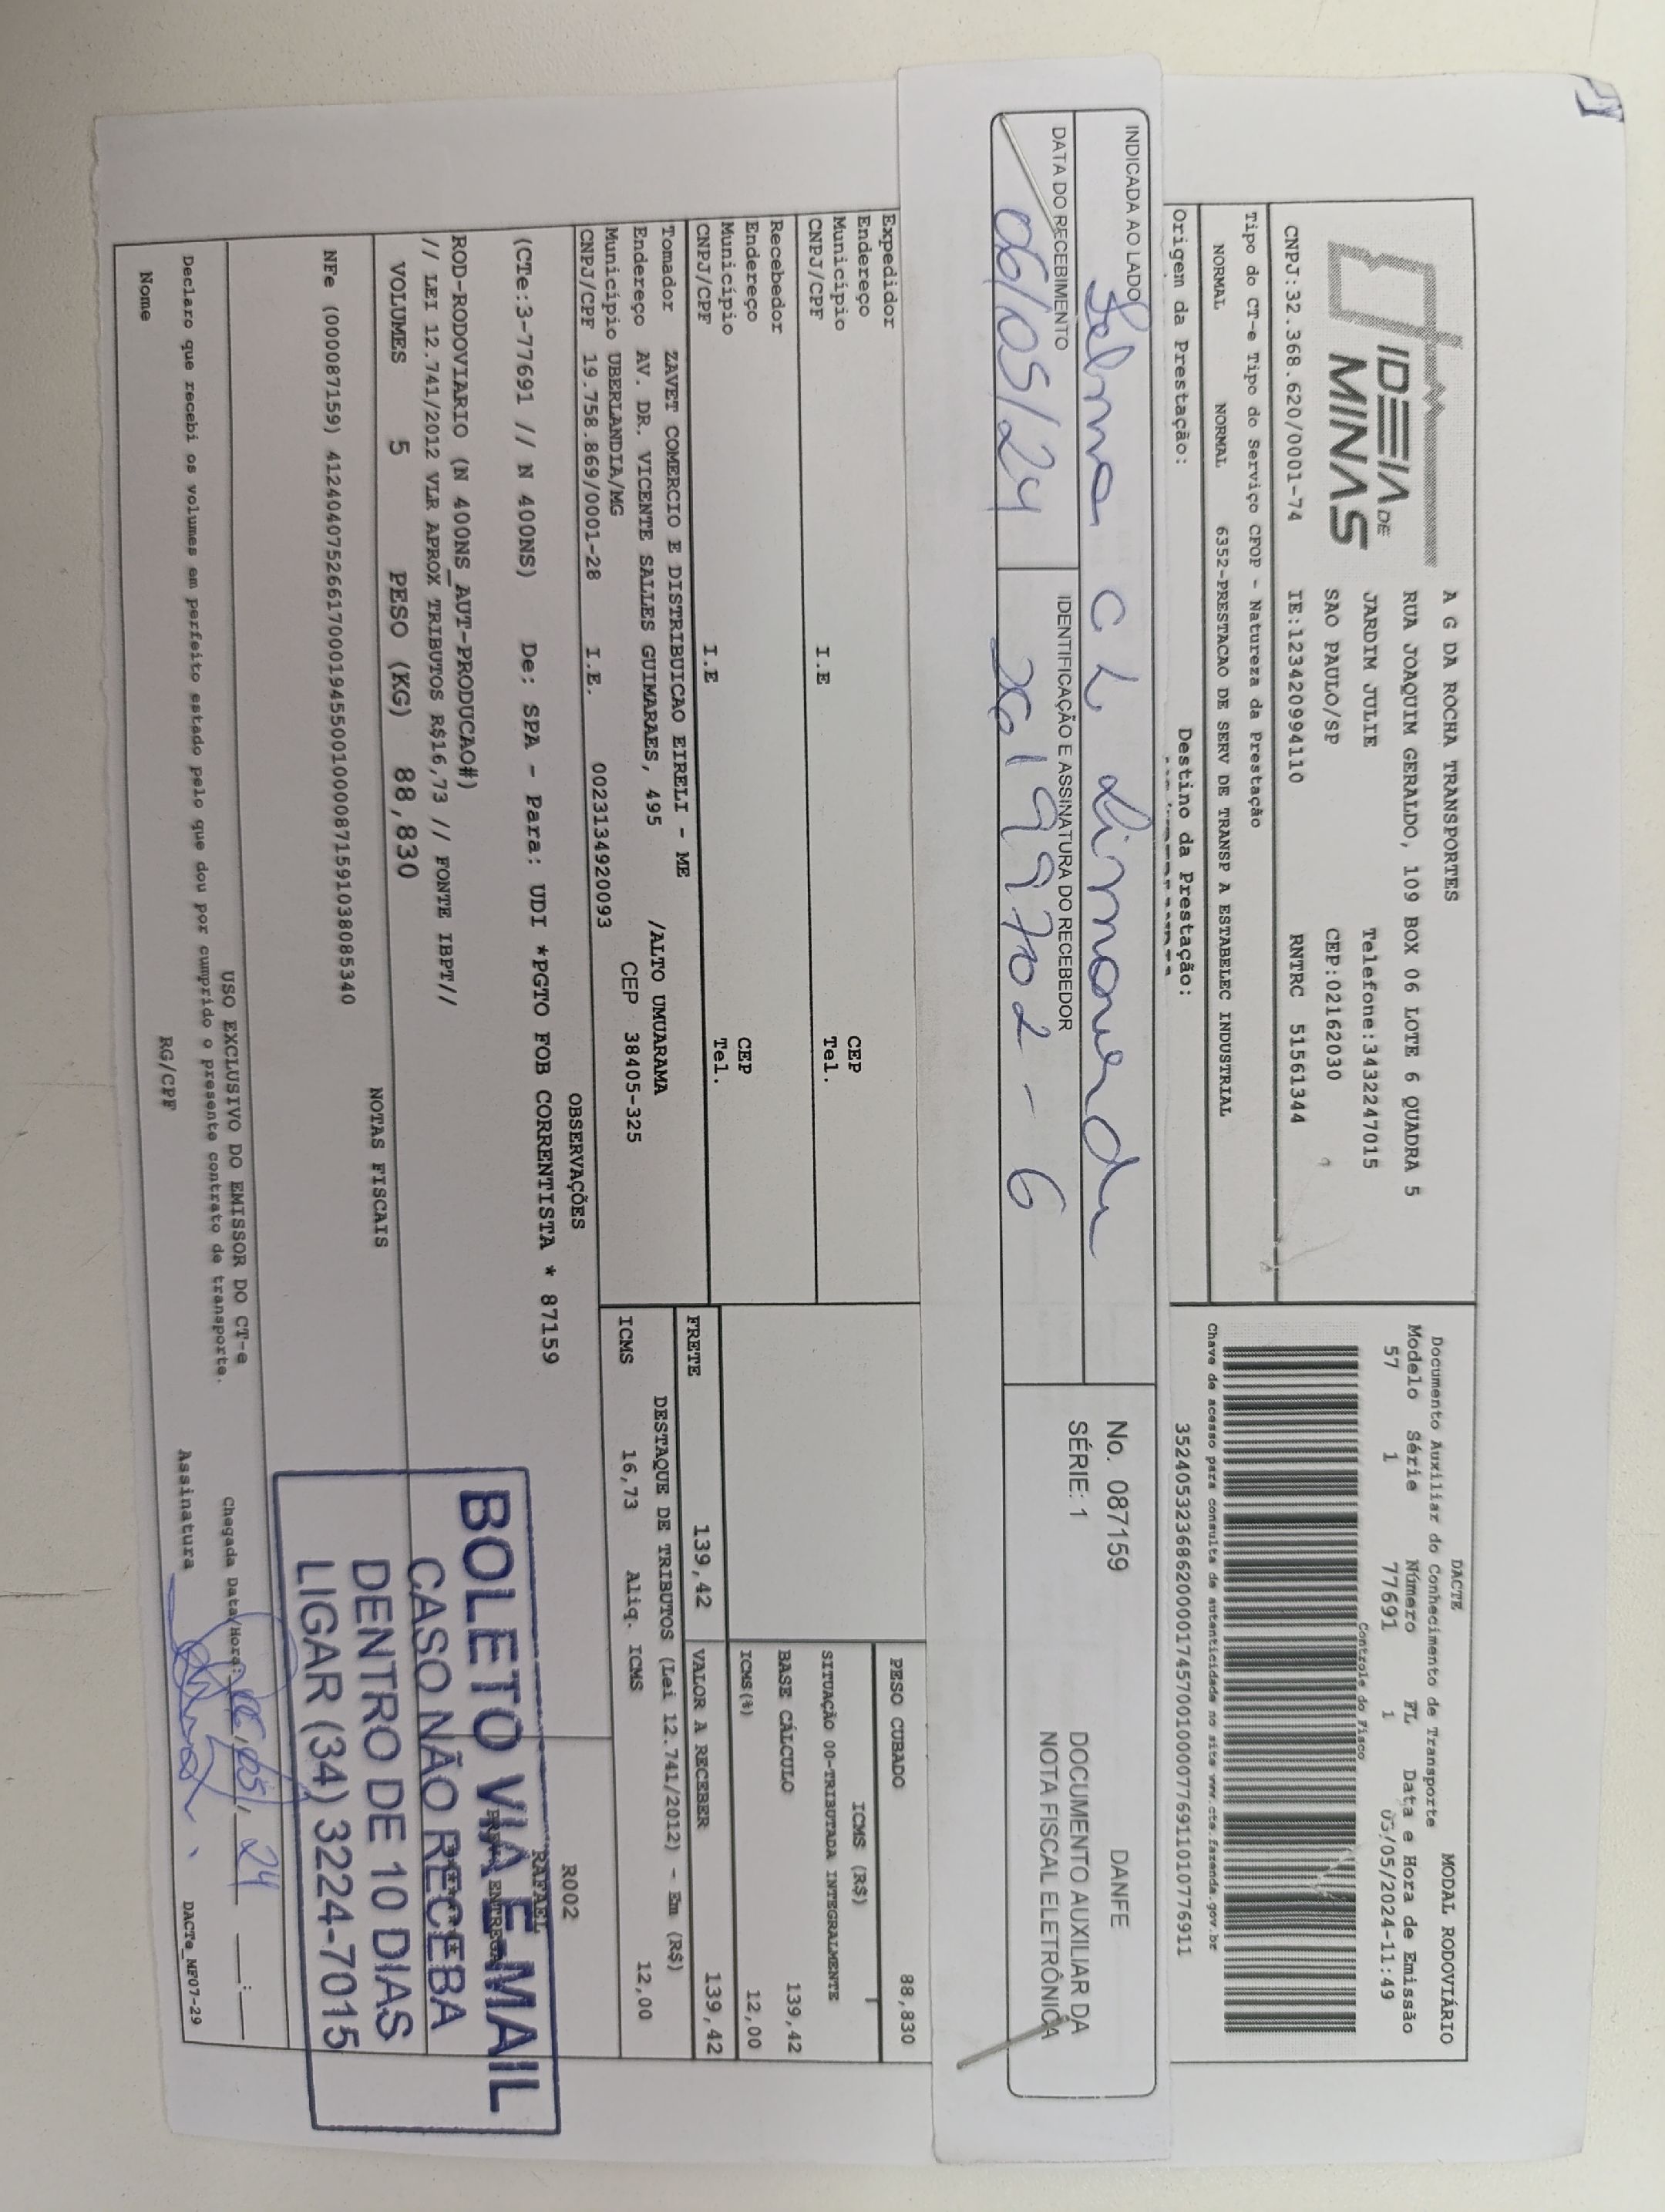 IDEIA DE
MINAS
A G DA ROCHA TRANSPORTES
RUA JOAQUIM GERALDO, 109 BOX 06 LOTE 6 QUADRA 5
JARDIM JULIE Telefone:3432247015
SAO PAULO/SP CEP:02162030
CNPJ:32.368.620/0001-74 IE:123420994110 RNTRC 51561344
Tipo do CT-e Tipo do Serviço CFOP - Natureza da Prestação
NORMAL NORMAL 6352-PRESTACAO DE SERV DE TRANSP A ESTABELEC INDUSTRIAL
Origem da Prestação: Destino da Prestação:
DACTE MODAL RODOVIÁRIO
Documento Auxiliar do Conhecimento de Transporte
Modelo Série Número FL Data e Hora de Emissão
57 1 77691 1 03/05/2024-11:49
Controle do Fisco
Chave de acesso para consulta de autenticidade no site www.cte.fazenda.gov.br
35240532368620000174570010000776911010776911
INDICADA AO LADO
DATA DO RECEBIMENTO
06/05/24
IDENTIFICAÇÃO E ASSINATURA DO RECEBEDOR
No. 087159
SÉRIE: 1
DANFE
DOCUMENTO AUXILIAR DA
NOTA FISCAL ELETRÔNICA
Expedidor
Endereço CEP
Município Tel.
CNPJ/CPF I.E
Recebedor
Endereço CEP
Município Tel.
CNPJ/CPF I.E
Tomador ZAVET COMERCIO E DISTRIBUICAO EIRELI - ME
Endereço AV. DR. VICENTE SALLES GUIMARAES, 495 /ALTO UMUARAMA
Município UBERLANDIA/MG CEP 38405-325
CNPJ/CPF 19.758.869/0001-28 I.E. 0023134920093
PESO CUBADO 88,830
ICMS (R$)
SITUAÇÃO 00-TRIBUTADA INTEGRALMENTE
BASE CÁLCULO 139,42
ICMS(%) 12,00
FRETE 139,42 VALOR A RECEBER 139,42
DESTAQUE DE TRIBUTOS (Lei 12.741/2012) - Em (R$)
ICMS 16,73 Aliq. ICMS 12,00
OBSERVAÇÕES
(CTe:3-77691 // N 400NS) De: SPA - Para: UDI *PGTO FOB CORRENTISTA * 87159
R002
RAFAEL
ROD-RODOVIARIO (N 400NS_AUT-PRODUCAO#)
// LEI 12.741/2012 VLR APROX TRIBUTOS R$16,73 // FONTE IBPT//
VOLUMES 5 PESO (KG) 88,830
NOTAS FISCAIS
NFe (000087159) 41240407526617000194550010000871591038085340
BOLETO VIA E-MAIL
CASO NÃO RECEBA
DENTRO DE 10 DIAS
LIGAR (34) 3224-7015
USO EXCLUSIVO DO EMISSOR DO CT-e
Declaro que recebi os volumes em perfeito estado pelo que dou por cumprido o presente contrato de transporte.
Chegada Data/Hora: 06/05/24
Nome RG/CPF Assinatura
DACTe_MF07-29